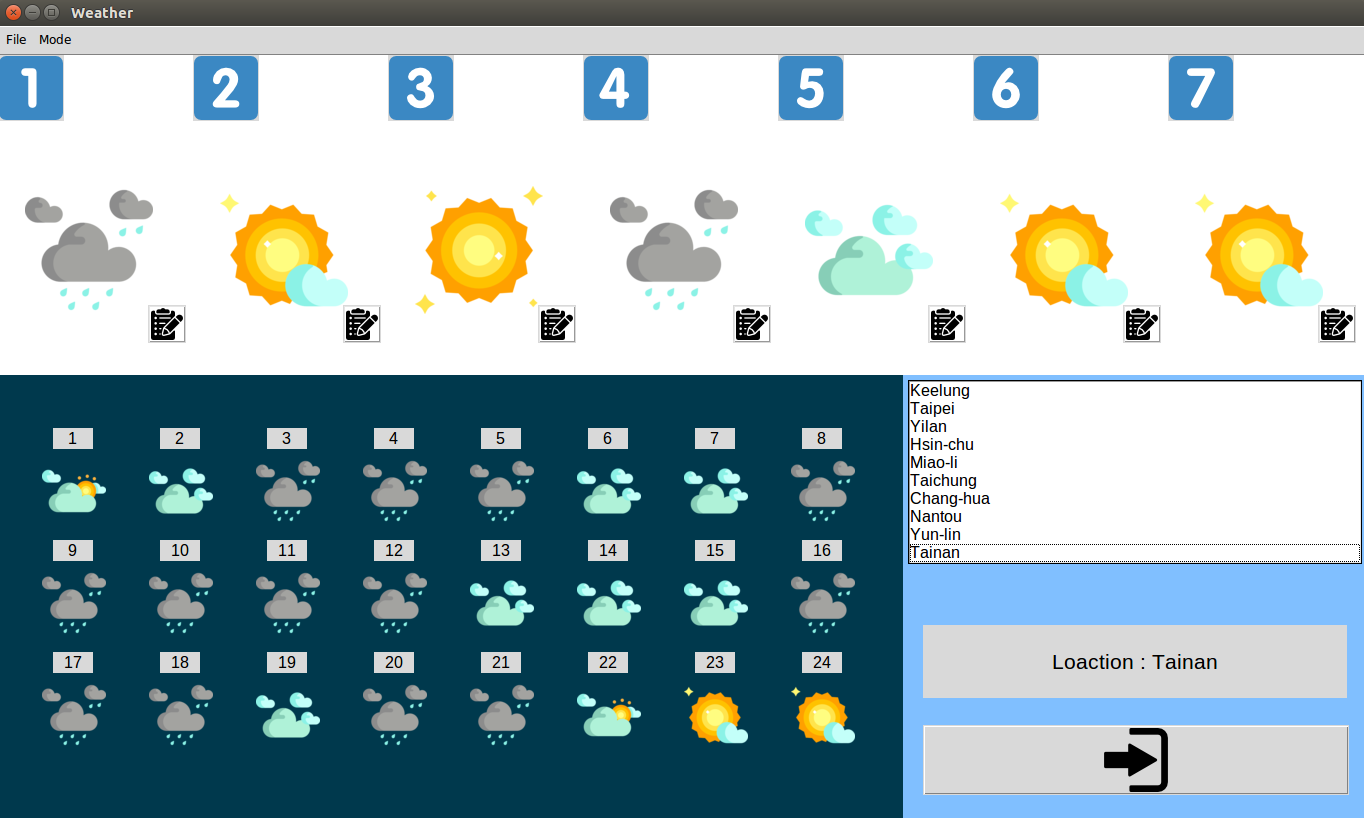 Weather
File Mode
1 2 3 4 5 6 7
1 2 3 4 5 6 7 8
9 10 11 12 13 14 15 16
17 18 19 20 21 22 23 24
Keelung
Taipei
Yilan
Hsin-chu
Miao-li
Taichung
Chang-hua
Nantou
Yun-lin
Tainan
Loaction : Tainan